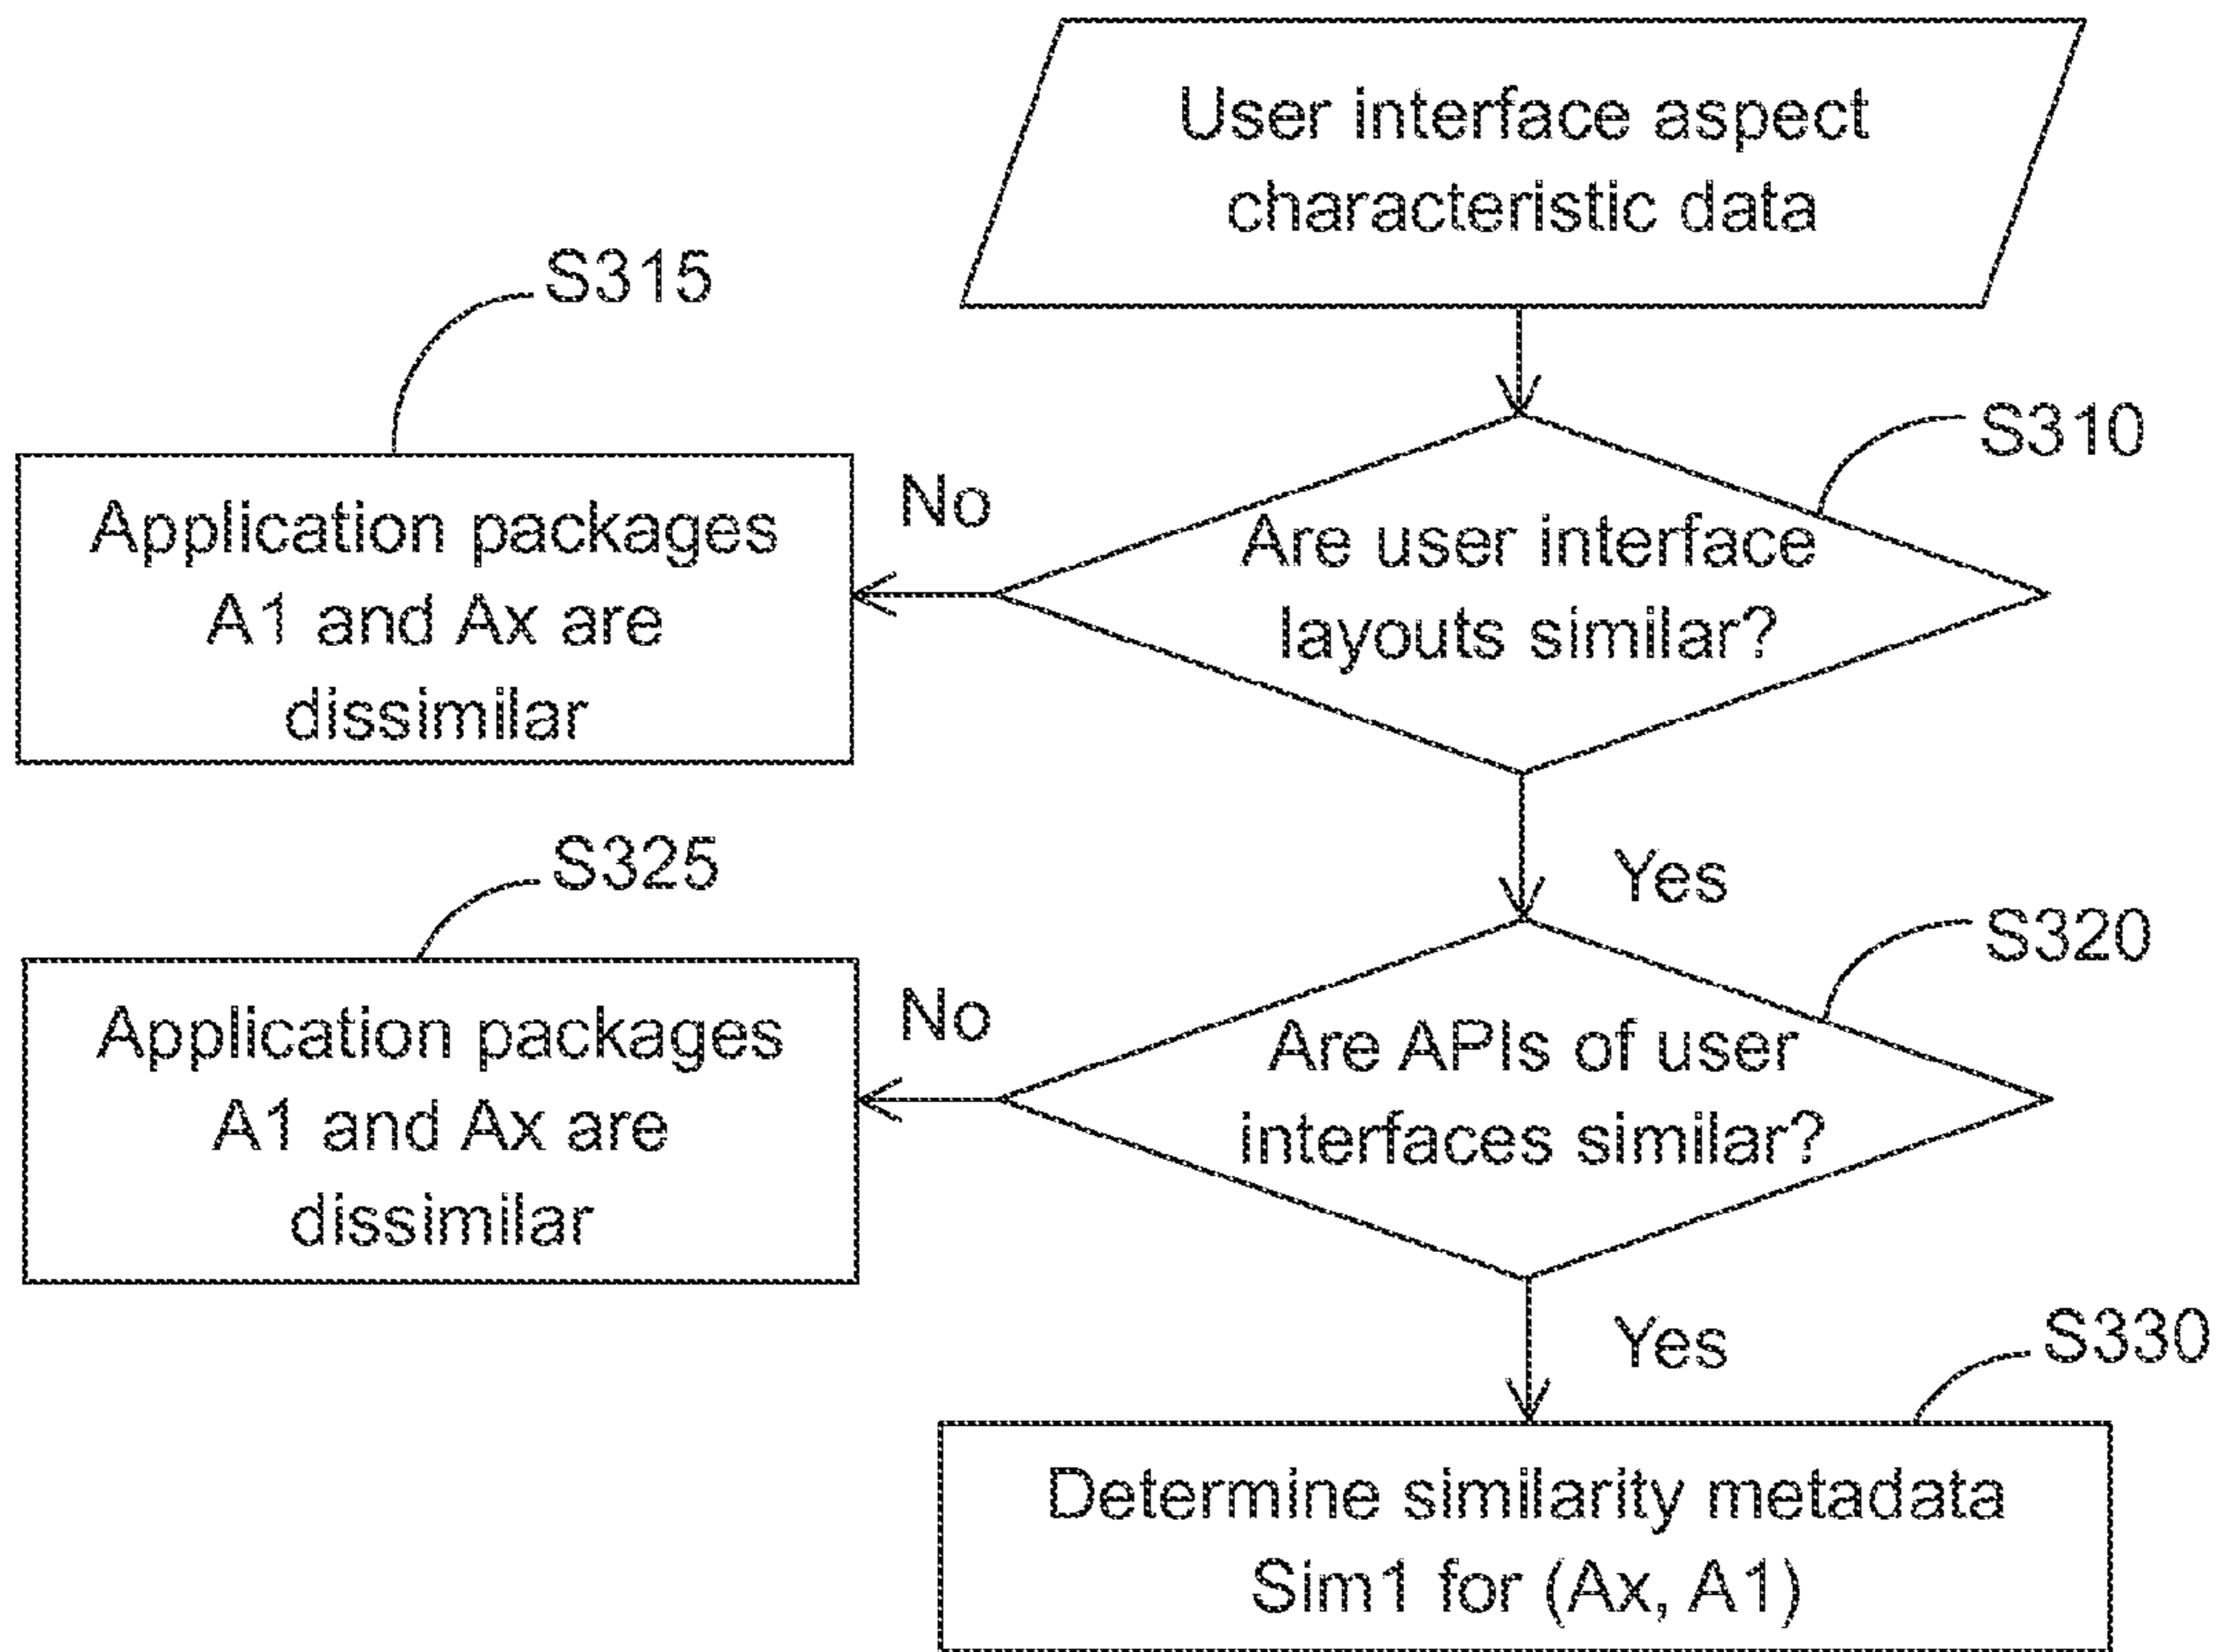 User interface aspect
characteristic data
S315
S310
Application packages
A1 and Ax are
dissimilar
No
Are user interface
layouts similar?
Yes
S325
S320
Application packages
A1 and Ax are
dissimilar
No
Are APIs of user
interfaces similar?
Yes
S330
Determine similarity metadata
Sim1 for (Ax, A1)